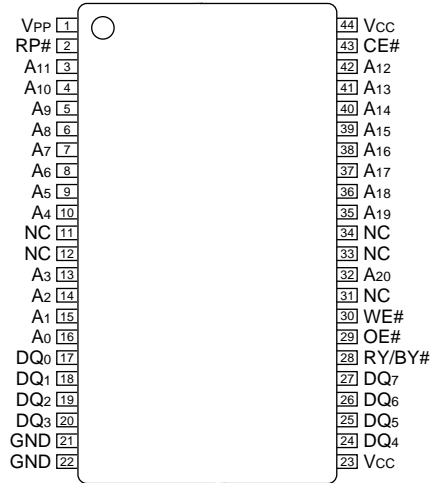 VPP 1 44 VCC
RP# 2 43 CE#
A11 3 42 A12
A10 4 41 A13
A9 5 40 A14
A8 6 39 A15
A7 7 38 A16
A6 8 37 A17
A5 9 36 A18
A4 10 35 A19
NC 11 34 NC
NC 12 33 NC
A3 13 32 A20
A2 14 31 NC
A1 15 30 WE#
A0 16 29 OE#
DQ0 17 28 RY/BY#
DQ1 18 27 DQ7
DQ2 19 26 DQ6
DQ3 20 25 DQ5
GND 21 24 DQ4
GND 22 23 VCC